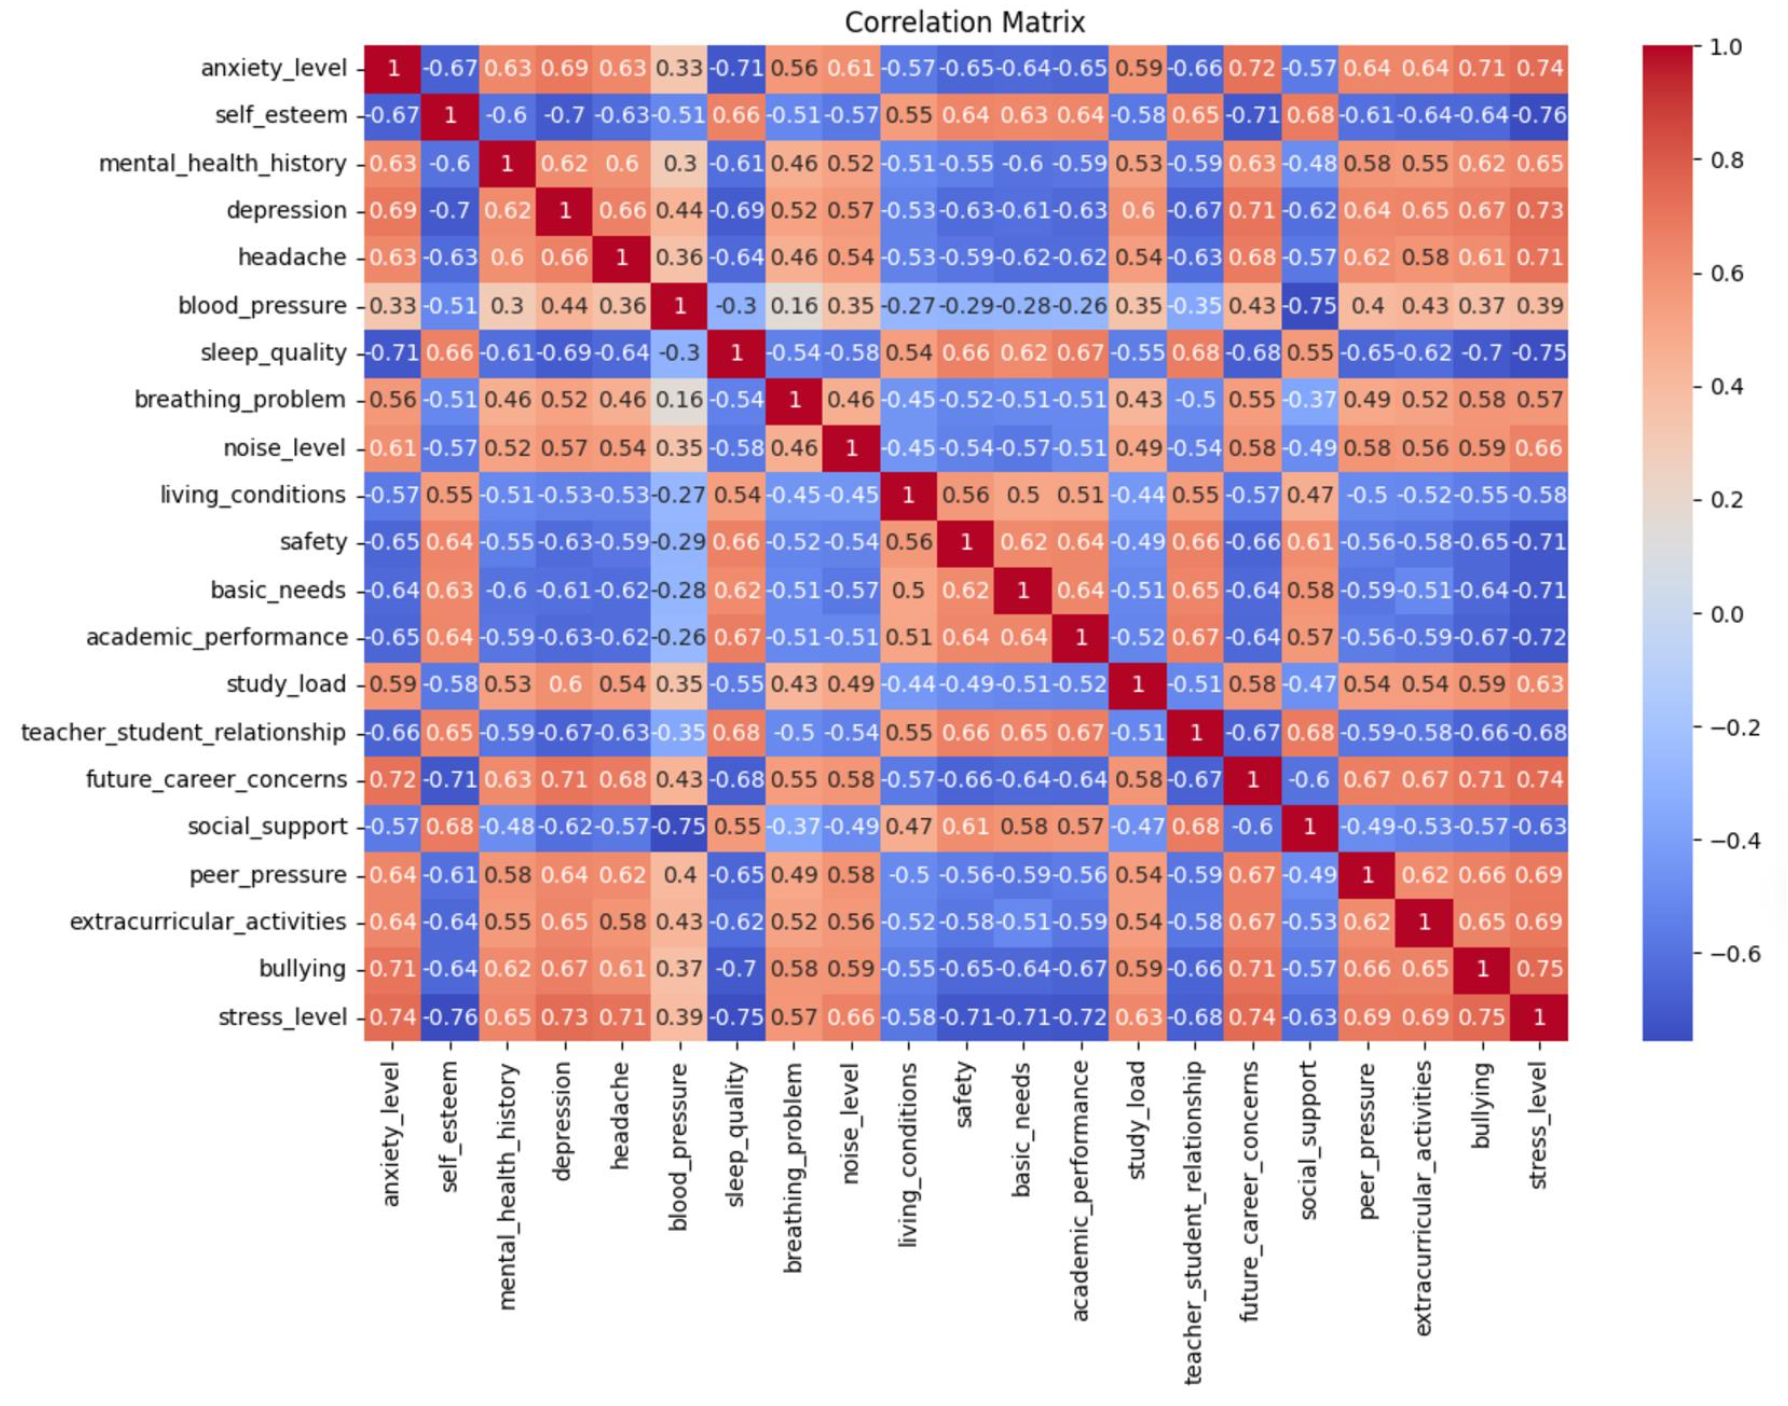 Correlation Matrix
anxiety_level 1 -0.67 0.63 0.69 0.63 0.33 -0.71 0.56 0.61 -0.57 -0.65 -0.64 -0.65 0.59 -0.66 0.72 -0.57 0.64 0.64 0.71 0.74
self_esteem -0.67 1 -0.6 -0.7 -0.63 -0.51 0.66 -0.51 -0.57 0.55 0.64 0.63 0.64 -0.58 0.65 -0.71 0.68 -0.61 -0.64 -0.64 -0.76
mental_health_history 0.63 -0.6 1 0.62 0.6 0.3 -0.61 0.46 0.52 -0.51 -0.55 -0.6 -0.59 0.53 -0.59 0.63 -0.48 0.58 0.55 0.62 0.65
depression 0.69 -0.7 0.62 1 0.66 0.44 -0.69 0.52 0.57 -0.53 -0.63 -0.61 -0.63 0.6 -0.67 0.71 -0.62 0.64 0.65 0.67 0.73
headache 0.63 -0.63 0.6 0.66 1 0.36 -0.64 0.46 0.54 -0.53 -0.59 -0.62 -0.62 0.54 -0.63 0.68 -0.57 0.62 0.58 0.61 0.71
blood_pressure 0.33 -0.51 0.3 0.44 0.36 1 -0.3 0.16 0.35 -0.27 -0.29 -0.28 -0.26 0.35 -0.35 0.43 -0.75 0.4 0.43 0.37 0.39
sleep_quality -0.71 0.66 -0.61 -0.69 -0.64 -0.3 1 -0.54 -0.58 0.54 0.66 0.62 0.67 -0.55 0.68 -0.68 0.55 -0.65 -0.62 -0.7 -0.75
breathing_problem 0.56 -0.51 0.46 0.52 0.46 0.16 -0.54 1 0.46 -0.45 -0.52 -0.51 -0.51 0.43 -0.5 0.55 -0.37 0.49 0.52 0.58 0.57
noise_level 0.61 -0.57 0.52 0.57 0.54 0.35 -0.58 0.46 1 -0.45 -0.54 -0.57 -0.51 0.49 -0.54 0.58 -0.49 0.58 0.56 0.59 0.66
living_conditions -0.57 0.55 -0.51 -0.53 -0.53 -0.27 0.54 -0.45 -0.45 1 0.56 0.5 0.51 -0.44 0.55 -0.57 0.47 -0.5 -0.52 -0.55 -0.58
safety -0.65 0.64 -0.55 -0.63 -0.59 -0.29 0.66 -0.52 -0.54 0.56 1 0.62 0.64 -0.49 0.66 -0.66 0.61 -0.56 -0.58 -0.65 -0.71
basic_needs -0.64 0.63 -0.6 -0.61 -0.62 -0.28 0.62 -0.51 -0.57 0.5 0.62 1 0.64 -0.51 0.65 -0.64 0.58 -0.59 -0.51 -0.64 -0.71
academic_performance -0.65 0.64 -0.59 -0.63 -0.62 -0.26 0.67 -0.51 -0.51 0.51 0.64 0.64 1 -0.52 0.67 -0.64 0.57 -0.56 -0.59 -0.67 -0.72
study_load 0.59 -0.58 0.53 0.6 0.54 0.35 -0.55 0.43 0.49 -0.44 -0.49 -0.51 -0.52 1 -0.51 0.58 -0.47 0.54 0.54 0.59 0.63
teacher_student_relationship -0.66 0.65 -0.59 -0.67 -0.63 -0.35 0.68 -0.5 -0.54 0.55 0.66 0.65 0.67 -0.51 1 -0.67 0.68 -0.59 -0.58 -0.66 -0.68
future_career_concerns 0.72 -0.71 0.63 0.71 0.68 0.43 -0.68 0.55 0.58 -0.57 -0.66 -0.64 -0.64 0.58 -0.67 1 -0.6 0.67 0.67 0.71 0.74
social_support -0.57 0.68 -0.48 -0.62 -0.57 -0.75 0.55 -0.37 -0.49 0.47 0.61 0.58 0.57 -0.47 0.68 -0.6 1 -0.49 -0.53 -0.57 -0.63
peer_pressure 0.64 -0.61 0.58 0.64 0.62 0.4 -0.65 0.49 0.58 -0.5 -0.56 -0.59 -0.56 0.54 -0.59 0.67 -0.49 1 0.62 0.66 0.69
extracurricular_activities 0.64 -0.64 0.55 0.65 0.58 0.43 -0.62 0.52 0.56 -0.52 -0.58 -0.51 -0.59 0.54 -0.58 0.67 -0.53 0.62 1 0.65 0.69
bullying 0.71 -0.64 0.62 0.67 0.61 0.37 -0.7 0.58 0.59 -0.55 -0.65 -0.64 -0.67 0.59 -0.66 0.71 -0.57 0.66 0.65 1 0.75
stress_level 0.74 -0.76 0.65 0.73 0.71 0.39 -0.75 0.57 0.66 -0.58 -0.71 -0.71 -0.72 0.63 -0.68 0.74 -0.63 0.69 0.69 0.75 1
anxiety_level
self_esteem
mental_health_history
depression
headache
blood_pressure
sleep_quality
breathing_problem
noise_level
living_conditions
safety
basic_needs
academic_performance
study_load
teacher_student_relationship
future_career_concerns
social_support
peer_pressure
extracurricular_activities
bullying
stress_level
1.0
0.8
0.6
0.4
0.2
0.0
−0.2
−0.4
−0.6